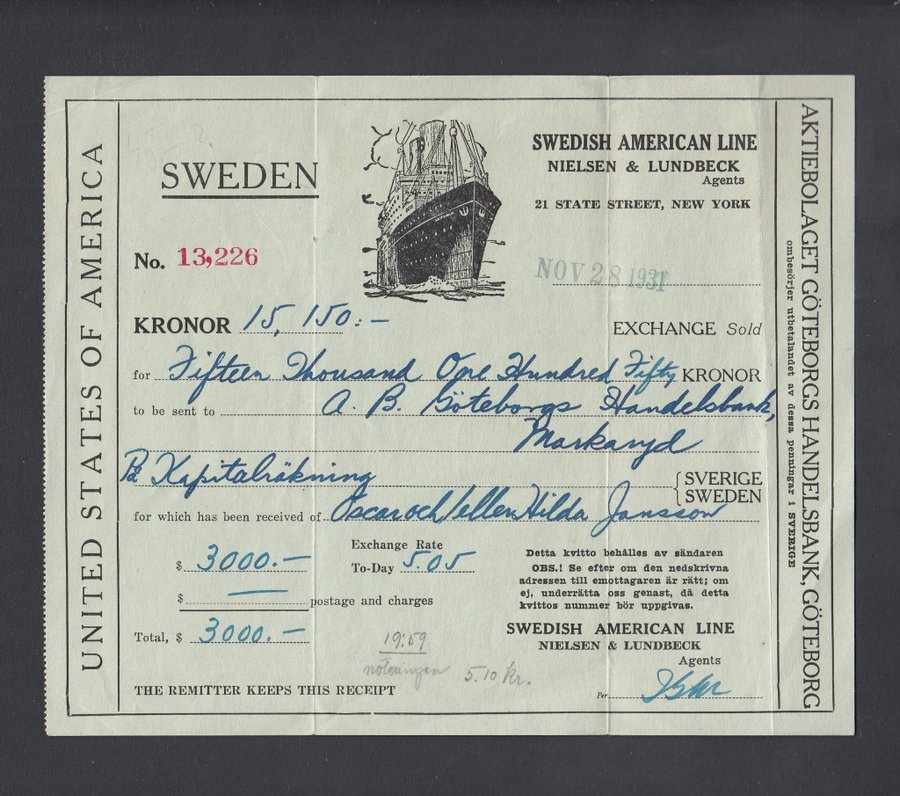 UNITED STATES OF AMERICA
SWEDEN
SWEDISH AMERICAN LINE
NIELSEN & LUNDBECK
Agents
21 STATE STREET, NEW YORK
No. 13,226
NOV 28 1931
KRONOR 15,150:-
EXCHANGE Sold
for Fifteen Thousand One Hundred Fifty KRONOR
to be sent to A. B. Göteborgs Handelsbank,
Markaryd
På Kapitalräkning
{ SVERIGE
SWEDEN
for which has been received of Oscar och/eller Hilda Jansson
$ 3000.-
Exchange Rate
To-Day 5.05
$ — postage and charges
Total, $ 3000.-
19:59
5.10 Kr.
THE REMITTER KEEPS THIS RECEIPT
Detta kvitto behålles av sändaren
OBS.! Se efter om den nedskrivna
adressen till emottagaren är rätt; om
ej, underrätta oss genast, då detta
kvittos nummer bör uppgivas.
SWEDISH AMERICAN LINE
NIELSEN & LUNDBECK
Agents
Per
AKTIEBOLAGET GÖTEBORGS HANDELSBANK, GÖTEBORG
ombesörjer utbetalandet av dessa penningar i SVERIGE